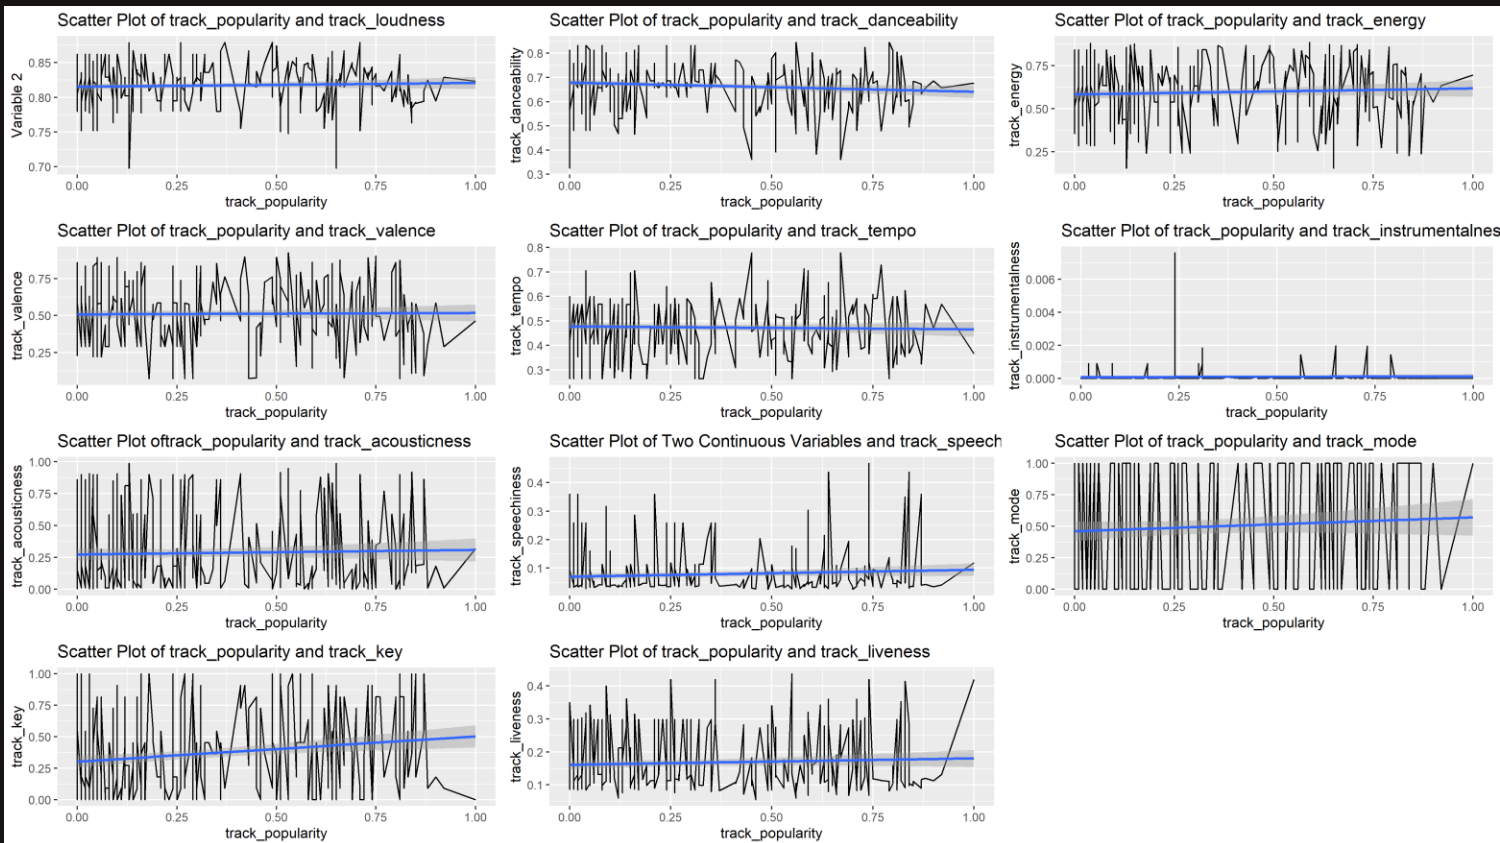 Scatter Plot of track_popularity and track_loudness
Variable 2
0.85
0.80
0.75
0.70
0.00 0.25 0.50 0.75 1.00
track_popularity
Scatter Plot of track_popularity and track_danceability
track_danceability
0.8
0.7
0.6
0.5
0.4
0.3
0.00 0.25 0.50 0.75 1.00
track_popularity
Scatter Plot of track_popularity and track_energy
track_energy
0.75
0.50
0.25
0.00 0.25 0.50 0.75 1.00
track_popularity
Scatter Plot of track_popularity and track_valence
track_valence
0.75
0.50
0.25
0.00 0.25 0.50 0.75 1.00
track_popularity
Scatter Plot of track_popularity and track_tempo
track_tempo
0.8
0.7
0.6
0.5
0.4
0.3
0.00 0.25 0.50 0.75 1.00
track_popularity
Scatter Plot of track_popularity and track_instrumentalnes
track_instrumentalness
0.006
0.004
0.002
0.000
0.00 0.25 0.50 0.75 1.00
track_popularity
Scatter Plot oftrack_popularity and track_acousticness
track_acousticness
1.00
0.75
0.50
0.25
0.00
0.00 0.25 0.50 0.75 1.00
track_popularity
Scatter Plot of Two Continuous Variables and track_speech
track_speechiness
0.4
0.3
0.2
0.1
0.00 0.25 0.50 0.75 1.00
track_popularity
Scatter Plot of track_popularity and track_mode
track_mode
1.00
0.75
0.50
0.25
0.00
0.00 0.25 0.50 0.75 1.00
track_popularity
Scatter Plot of track_popularity and track_key
track_key
1.00
0.75
0.50
0.25
0.00
0.00 0.25 0.50 0.75 1.00
track_popularity
Scatter Plot of track_popularity and track_liveness
track_liveness
0.4
0.3
0.2
0.1
0.00 0.25 0.50 0.75 1.00
track_popularity